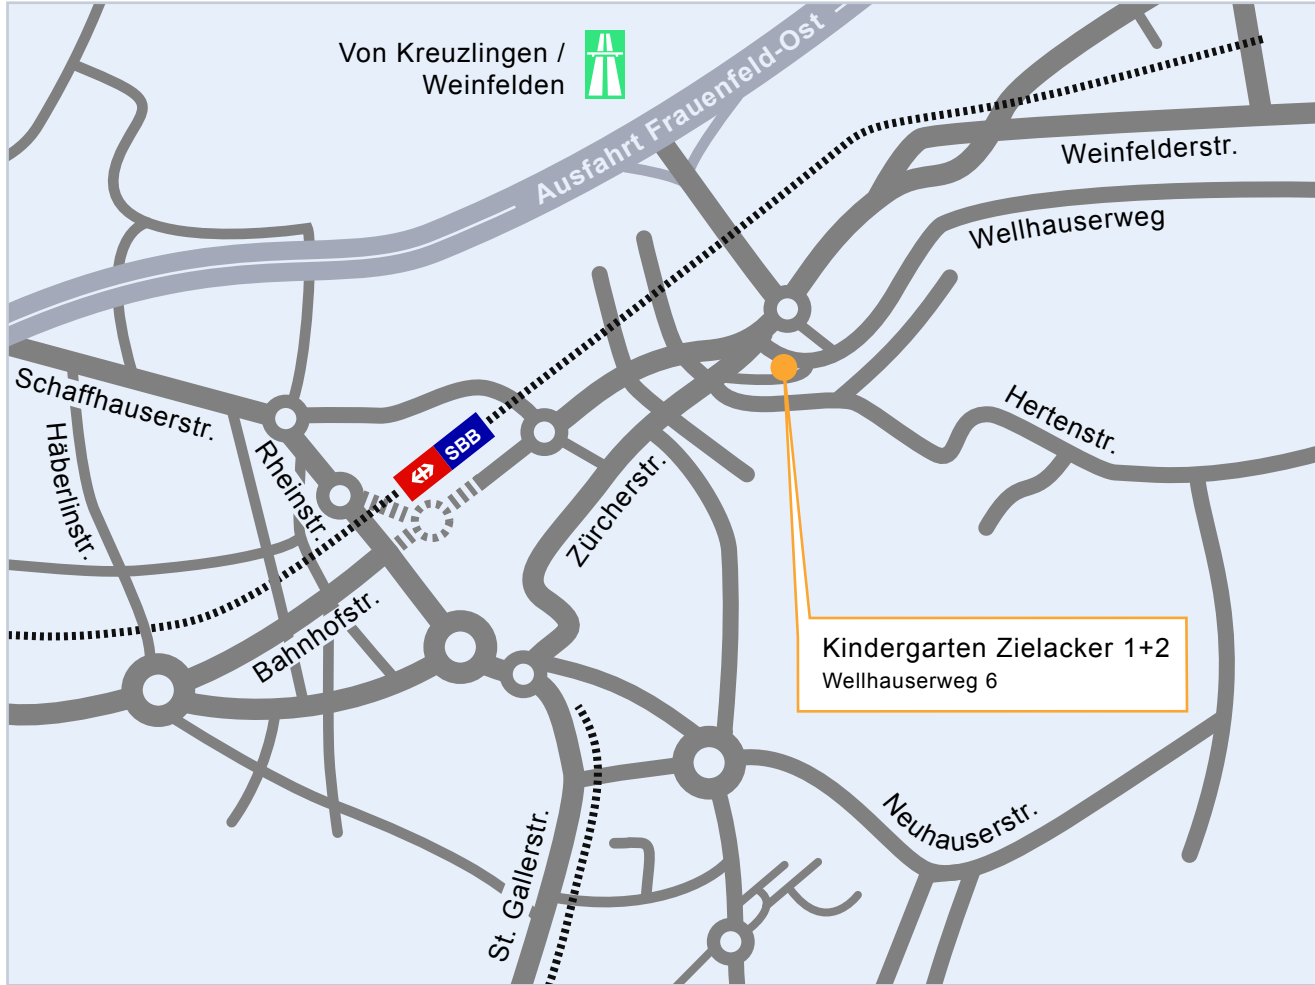 Von Kreuzlingen /
Weinfelden
Ausfahrt Frauenfeld-Ost
Weinfelderstr.
Wellhauserweg
Schaffhauserstr.
Häberlinstr.
Rheinstr.
SBB
Hertenstr.
Zürcherstr.
Bahnhofstr.
Kindergarten Zielacker 1+2
Wellhauserweg 6
Neuhauserstr.
St. Gallerstr.